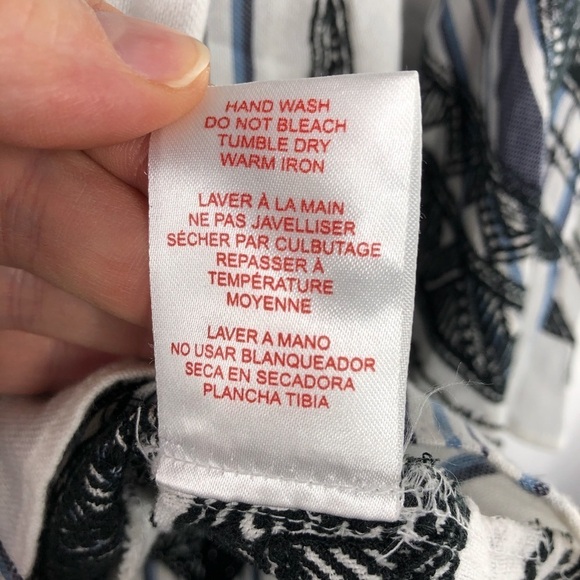 HAND WASH
DO NOT BLEACH
TUMBLE DRY
WARM IRON
LAVER À LA MAIN
NE PAS JAVELLISER
SÉCHER PAR CULBUTAGE
REPASSER À
TEMPÉRATURE
MOYENNE
LAVER A MANO
NO USAR BLANQUEADOR
SECA EN SECADORA
PLANCHA TIBIA